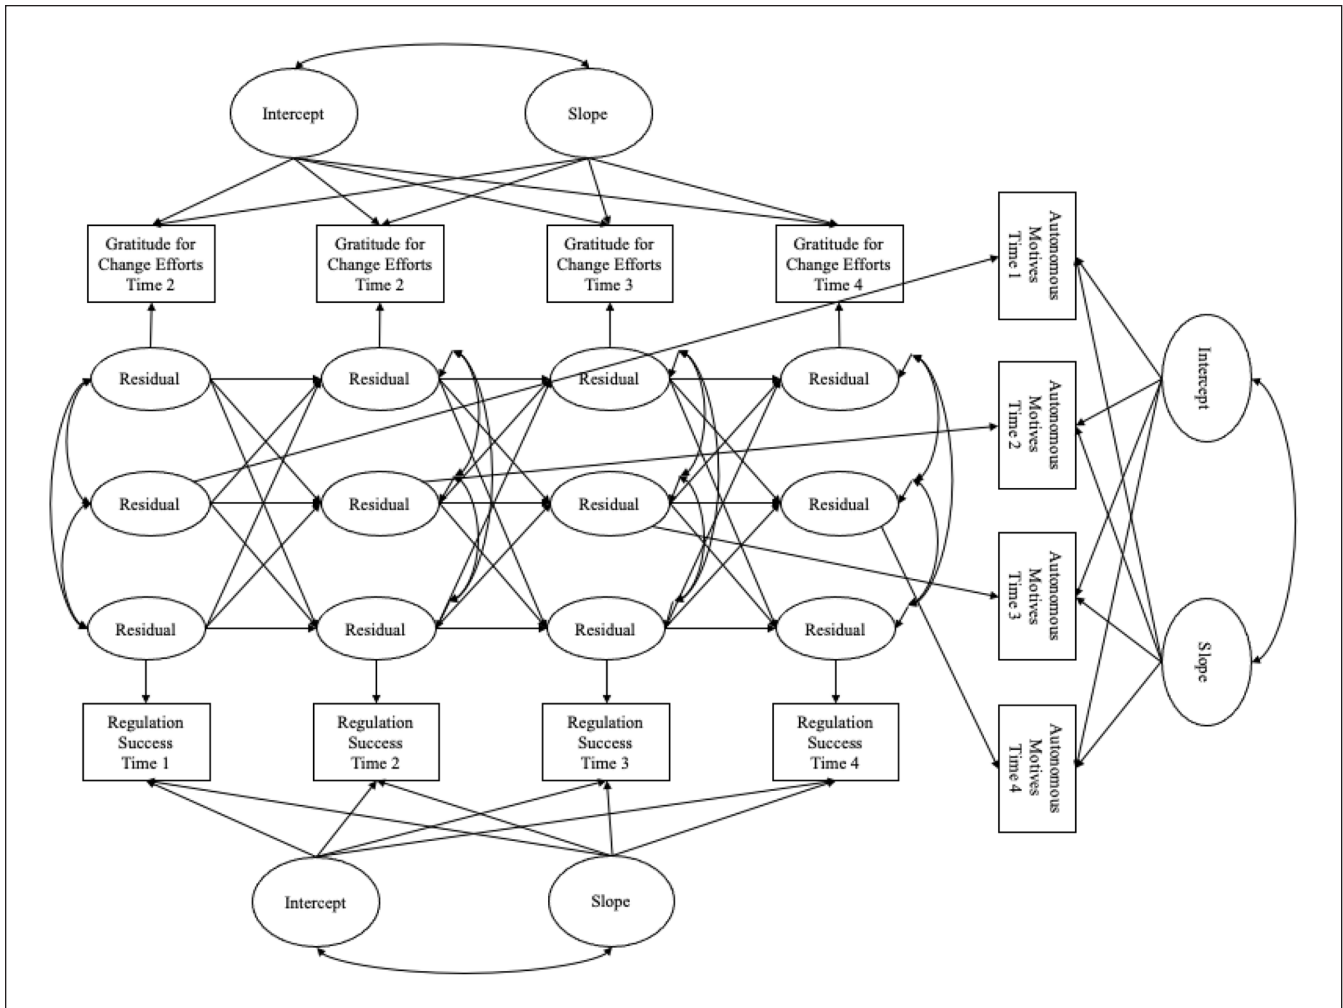 Intercept
Slope
Gratitude for
Change Efforts
Time 2
Gratitude for
Change Efforts
Time 2
Gratitude for
Change Efforts
Time 3
Gratitude for
Change Efforts
Time 4
Autonomous
Motives
Time 1
Residual
Residual
Residual
Residual
Intercept
Autonomous
Motives
Time 2
Residual
Residual
Residual
Residual
Autonomous
Motives
Time 3
Residual
Residual
Residual
Residual
Slope
Regulation
Success
Time 1
Regulation
Success
Time 2
Regulation
Success
Time 3
Regulation
Success
Time 4
Autonomous
Motives
Time 4
Intercept
Slope